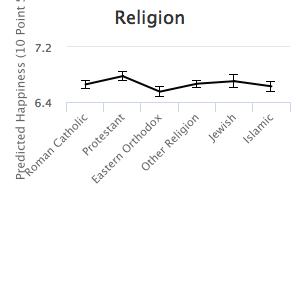 Religion
Predicted Happiness (10 Point
7.2
6.4
Roman Catholic
Protestant
Eastern Orthodox
Other Religion
Jewish
Islamic